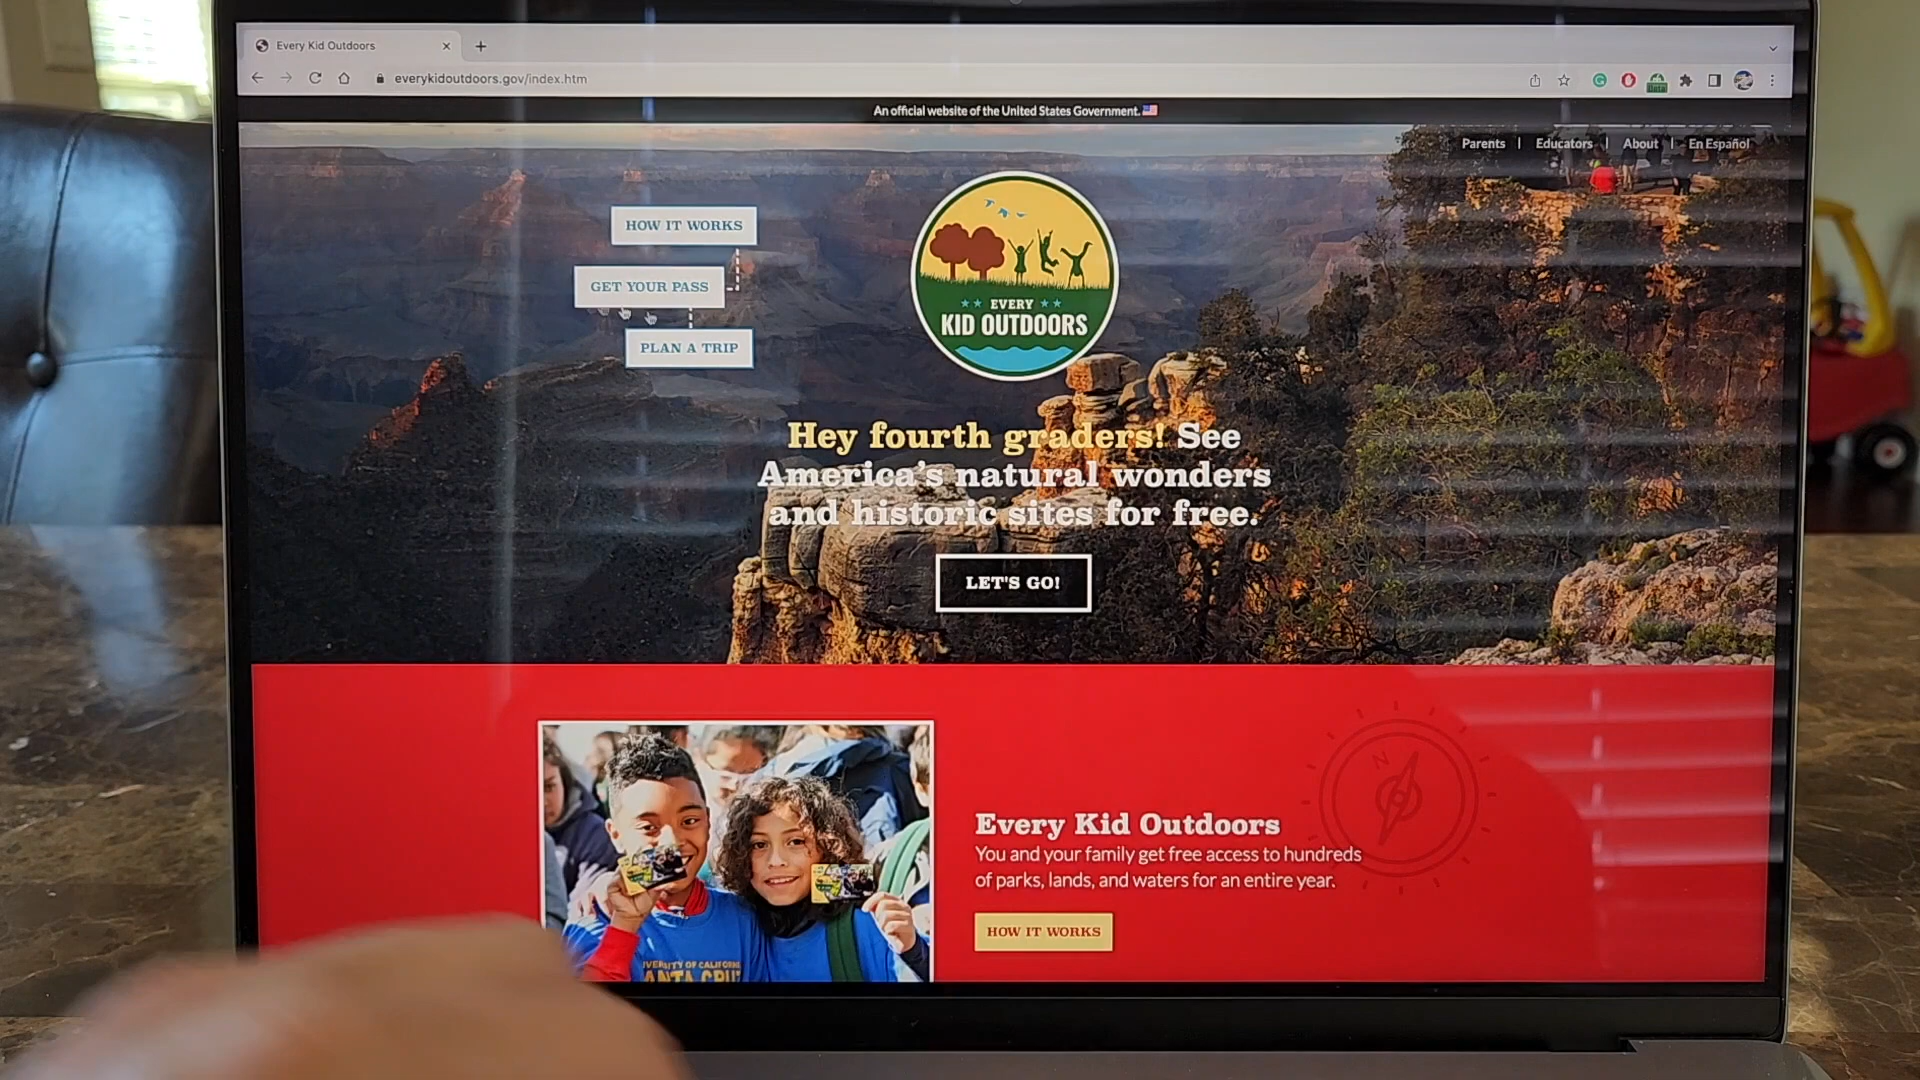 Every Kid Outdoors
everykidoutdoors.gov/index.htm
An official website of the United States Government.
Parents | Educators | About | En Español
HOW IT WORKS
GET YOUR PASS
PLAN A TRIP
EVERY
KID OUTDOORS
Hey fourth graders! See
America's natural wonders
and historic sites for free.
LET'S GO!
N
Every Kid Outdoors
You and your family get free access to hundreds
of parks, lands, and waters for an entire year.
HOW IT WORKS